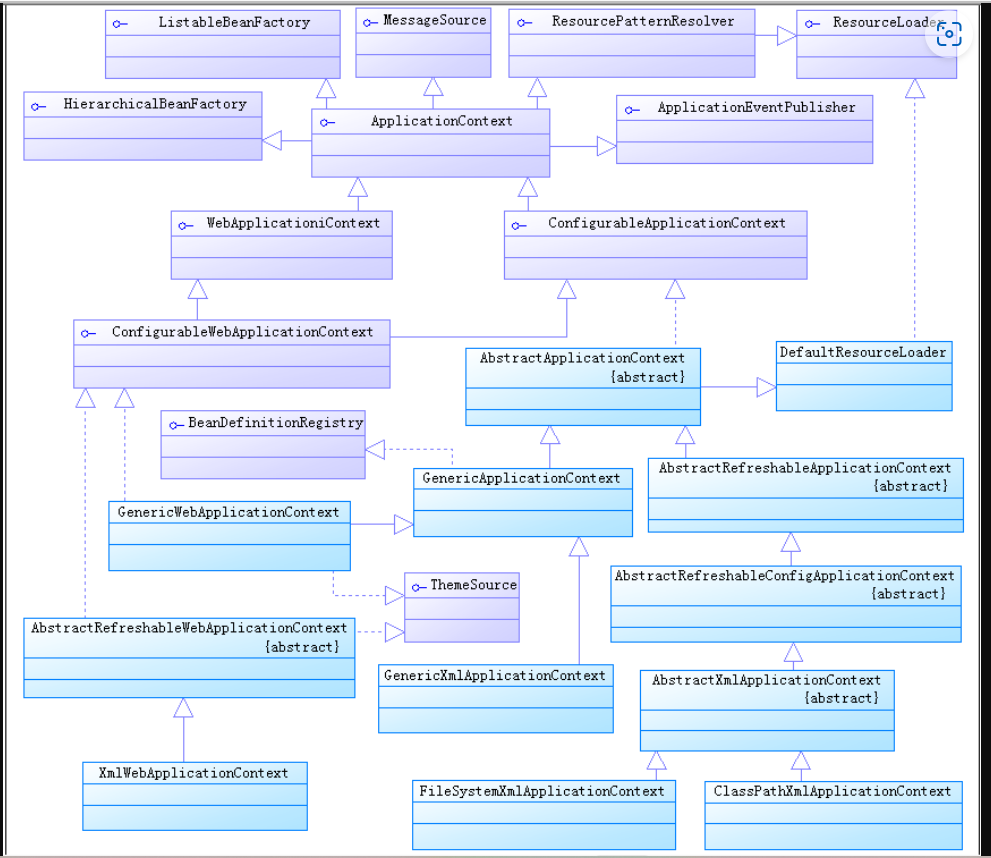 ListableBeanFactory
MessageSource
ResourcePatternResolver
ResourceLoader
HierarchicalBeanFactory
ApplicationContext
ApplicationEventPublisher
WebApplicationiContext
ConfigurableApplicationContext
ConfigurableWebApplicationContext
AbstractApplicationContext
{abstract}
DefaultResourceLoader
BeanDefinitionRegistry
GenericApplicationContext
AbstractRefreshableApplicationContext
{abstract}
GenericWebApplicationContext
ThemeSource
AbstractRefreshableConfigApplicationContext
{abstract}
AbstractRefreshableWebApplicationContext
{abstract}
GenericXmlApplicationContext
AbstractXmlApplicationContext
{abstract}
XmlWebApplicationContext
FileSystemXmlApplicationContext
ClassPathXmlApplicationContext